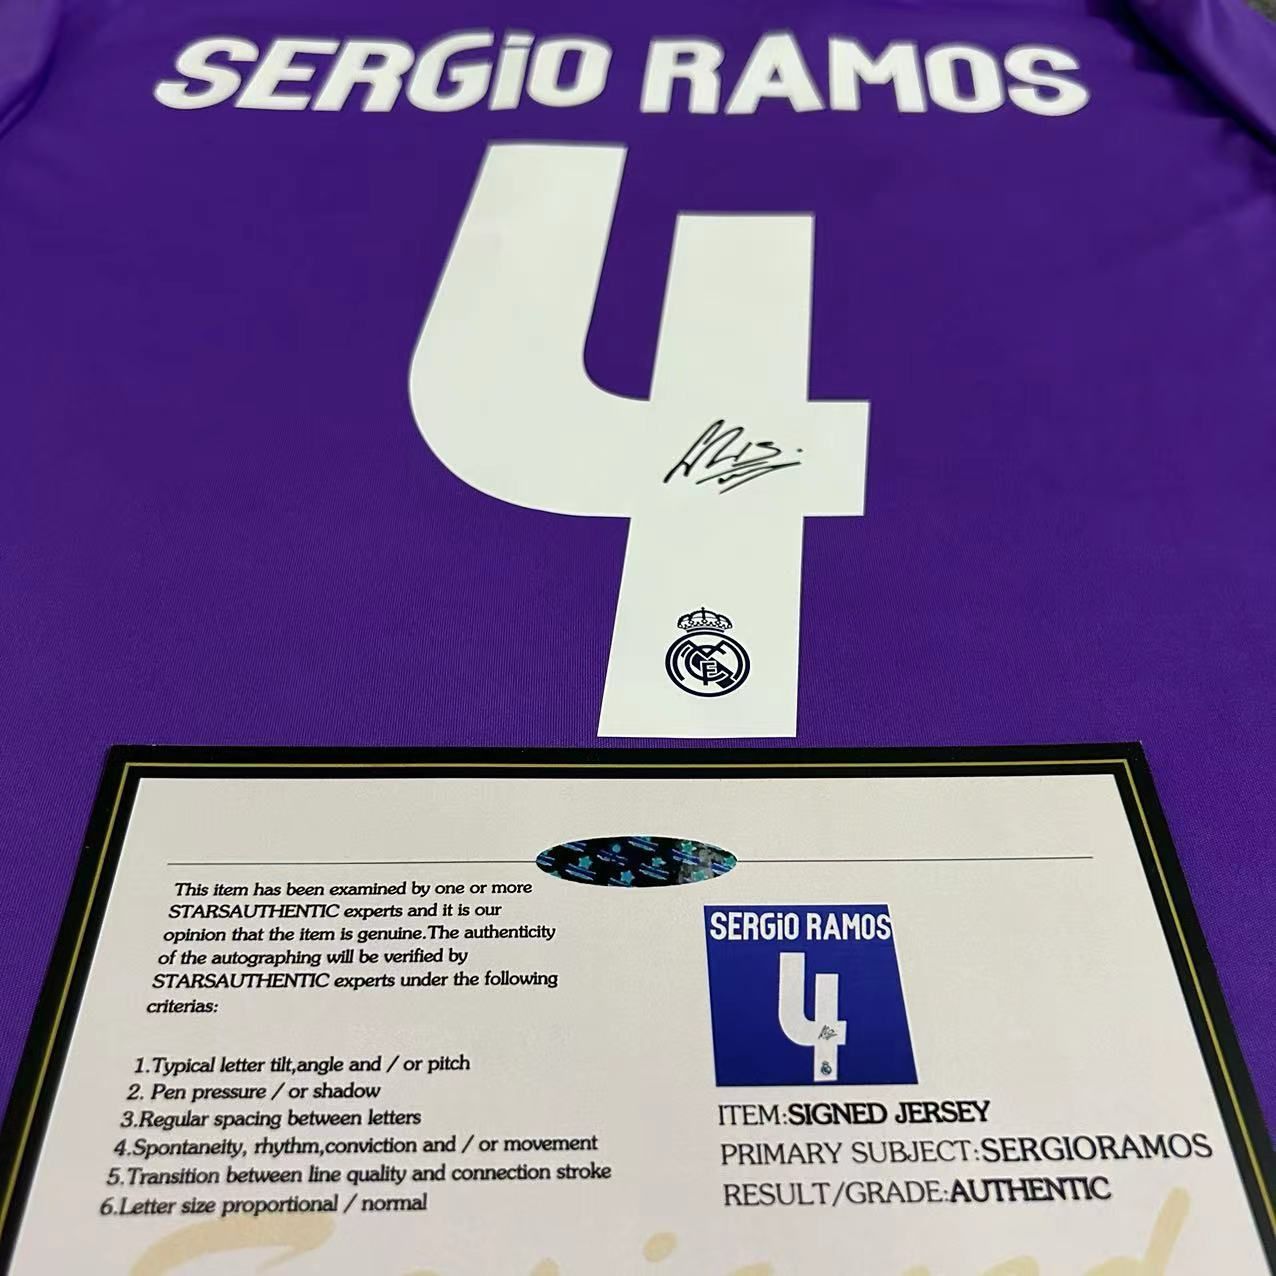 SERGiO RAMOS
4
This item has been examined by one or more
STARSAUTHENTIC experts and it is our
opinion that the item is genuine.The authenticity
of the autographing will be verified by
STARSAUTHENTIC experts under the following
criterias:
1.Typical letter tilt,angle and / or pitch
2. Pen pressure / or shadow
3.Regular spacing between letters
4.Spontaneity, rhythm,conviction and / or movement
5.Transition between line quality and connection stroke
6.Letter size proportional / normal
SERGiO RAMOS
4
ITEM:SIGNED JERSEY
PRIMARY SUBJECT:SERGIORAMOS
RESULT/GRADE:AUTHENTIC